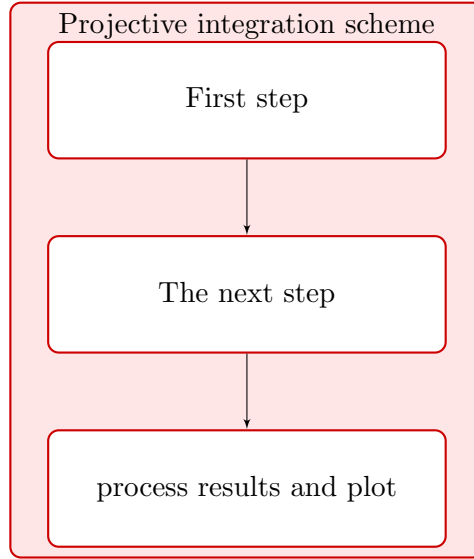 Projective integration scheme
First step
The next step
process results and plot